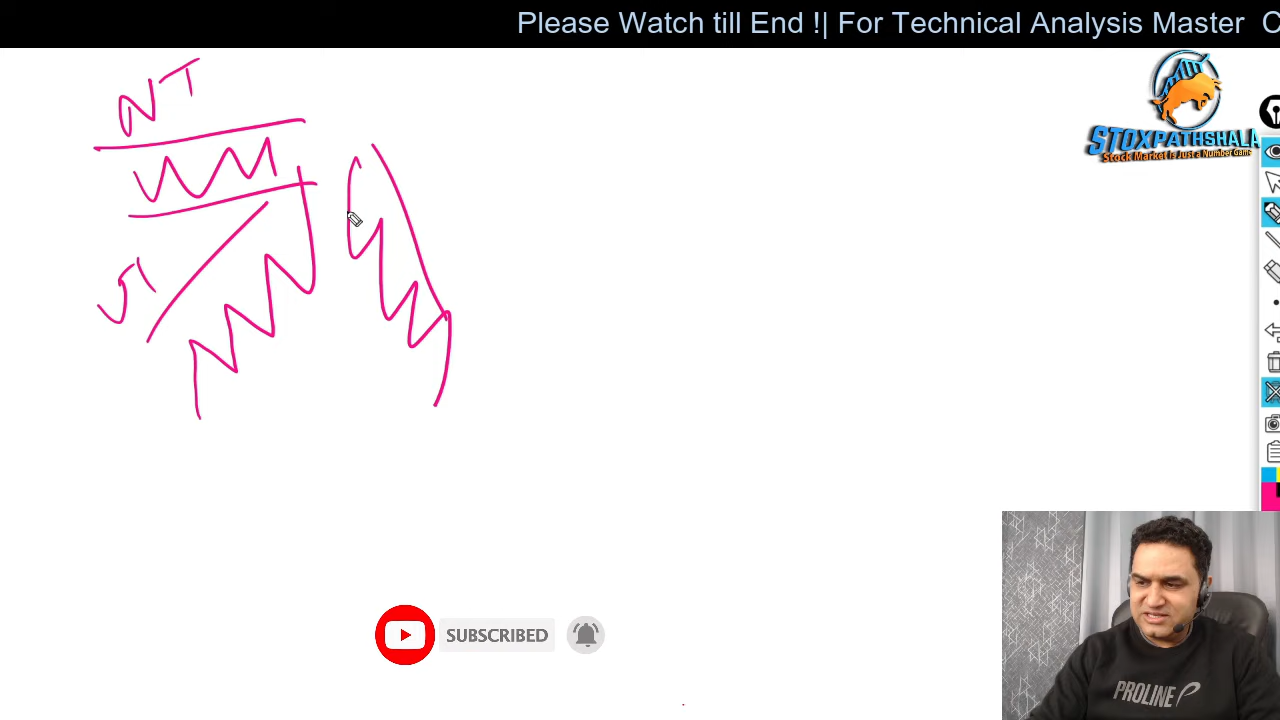 Please Watch till End !| For Technical Analysis Master C
NT
STOXPATHSHALA
Stock Market is Just a Number Game
SUBSCRIBED
PROLINE